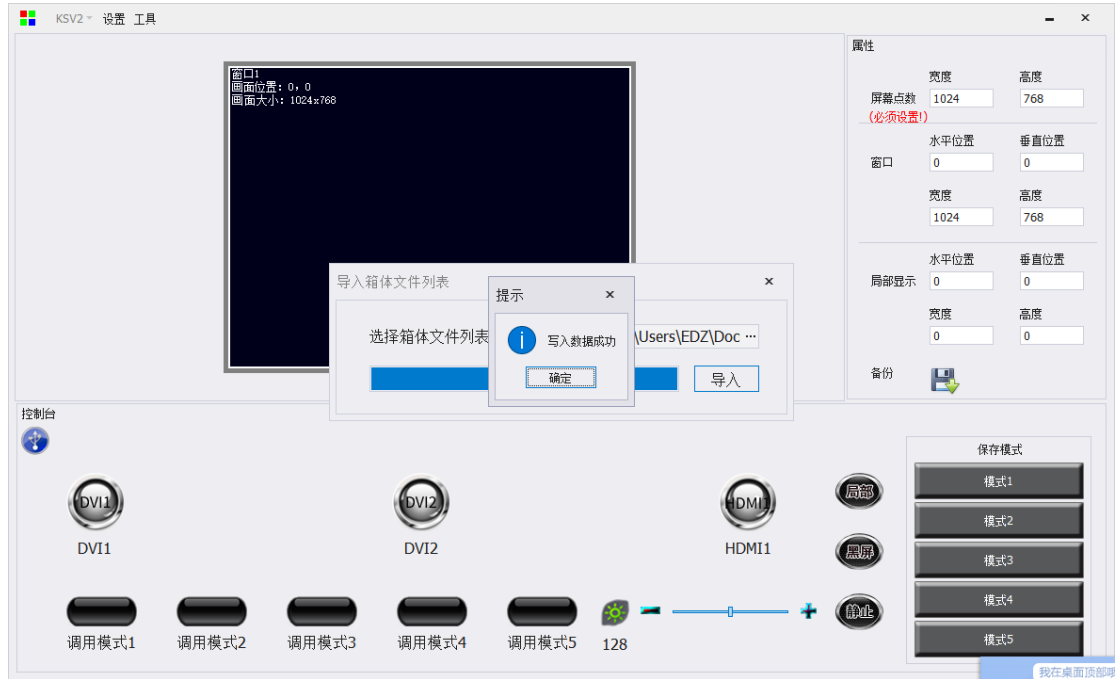 KSV2 设置 工具
窗口1
画面位置: 0, 0
画面大小: 1024x768
属性
宽度 高度
屏幕点数 1024 768
(必须设置!)
水平位置 垂直位置
窗口 0 0
宽度 高度
1024 768
水平位置 垂直位置
局部显示 0 0
宽度 高度
0 0
备份
导入箱体文件列表
选择箱体文件列表 \Users\EDZ\Doc ...
导入
提示
写入数据成功
确定
控制台
DVI1 DVI2 HDMI1
DVI1 DVI2 HDMI1
局部
黑屏
静止
调用模式1 调用模式2 调用模式3 调用模式4 调用模式5 128
保存模式
模式1
模式2
模式3
模式4
模式5
我在桌面顶部